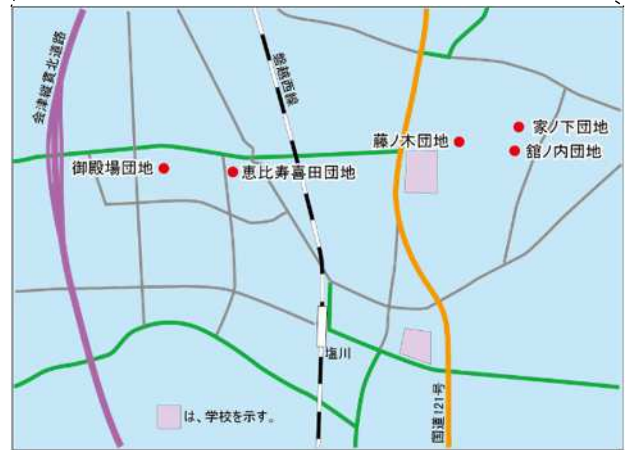 会津縦貫北道路
磐越西線
藤ノ木団地
家ノ下団地
舘ノ内団地
御殿場団地
恵比寿喜田団地
塩川
国道121号
は、学校を示す。